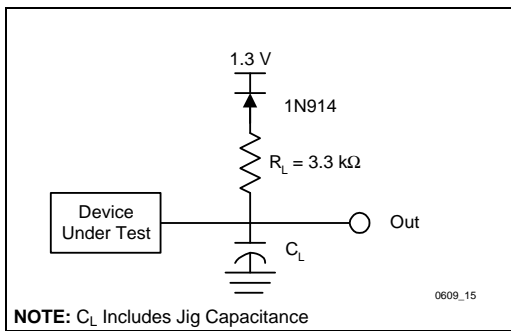 1.3 V
1N914
R_L = 3.3 kΩ
Device
Under Test
Out
C_L
0609_15
NOTE: C_L Includes Jig Capacitance